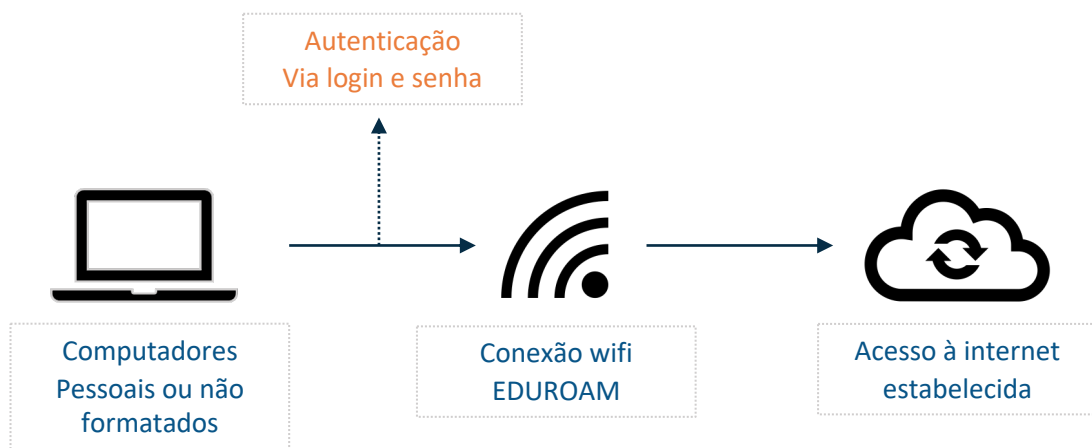 Autenticação
Via login e senha
Computadores
Pessoais ou não
formatados
Conexão wifi
EDUROAM
Acesso à internet
estabelecida